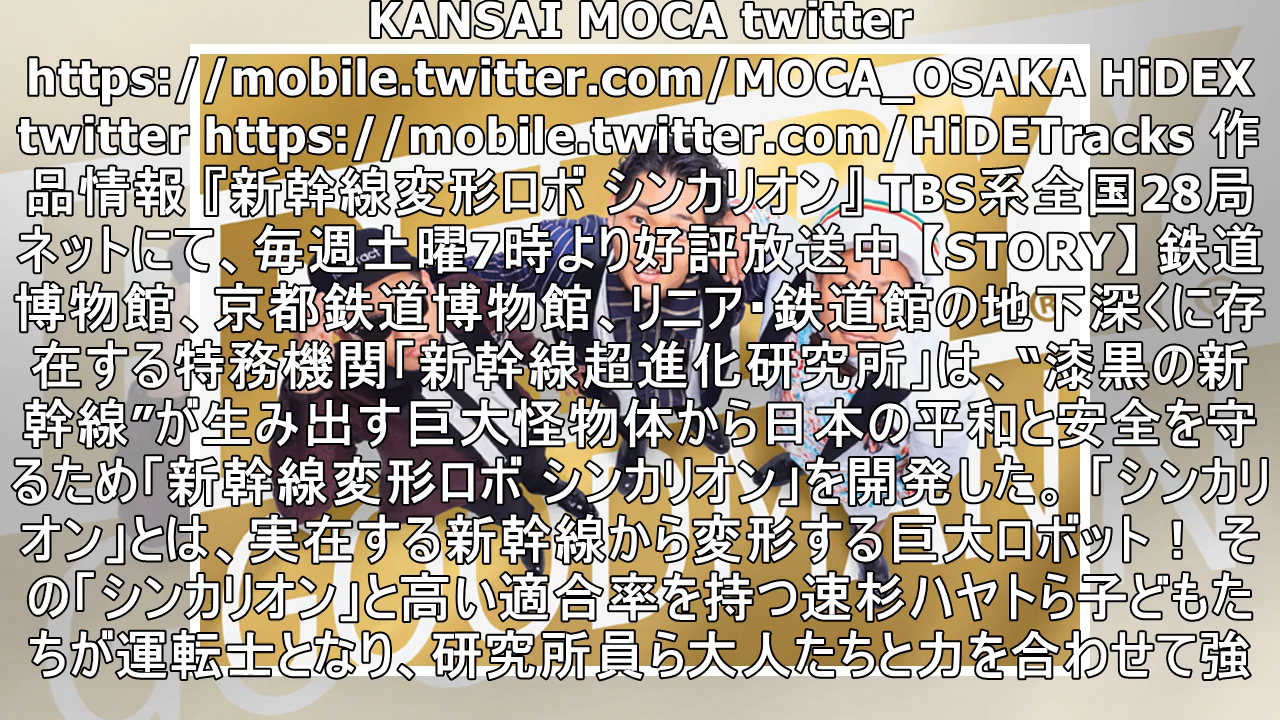 KANSAI MOCA twitter
https://mobile.twitter.com/MOCA_OSAKA HiDEX
twitter https://mobile.twitter.com/HiDETracks 作
品情報『新幹線変形ロボ シンカリオン』 TBS系全国28局
ネットにて、毎週土曜7時より好評放送中【STORY】 鉄道
博物館、京都鉄道博物館、リニア・鉄道館の地下深くに存
在する特務機関「新幹線超進化研究所」は、〝漆黒の新
幹線”が生み出す巨大怪物体から日本の平和と安全を守
るため「新幹線変形ロボ シンカリオン」を開発した。「シンカリ
オン」とは、実在する新幹線から変形する巨大ロボット！ そ
の「シンカリオン」と高い適合率を持つ速杉ハヤトら子どもた
ちが運転士となり、研究所員ら大人たちと力を合わせて強